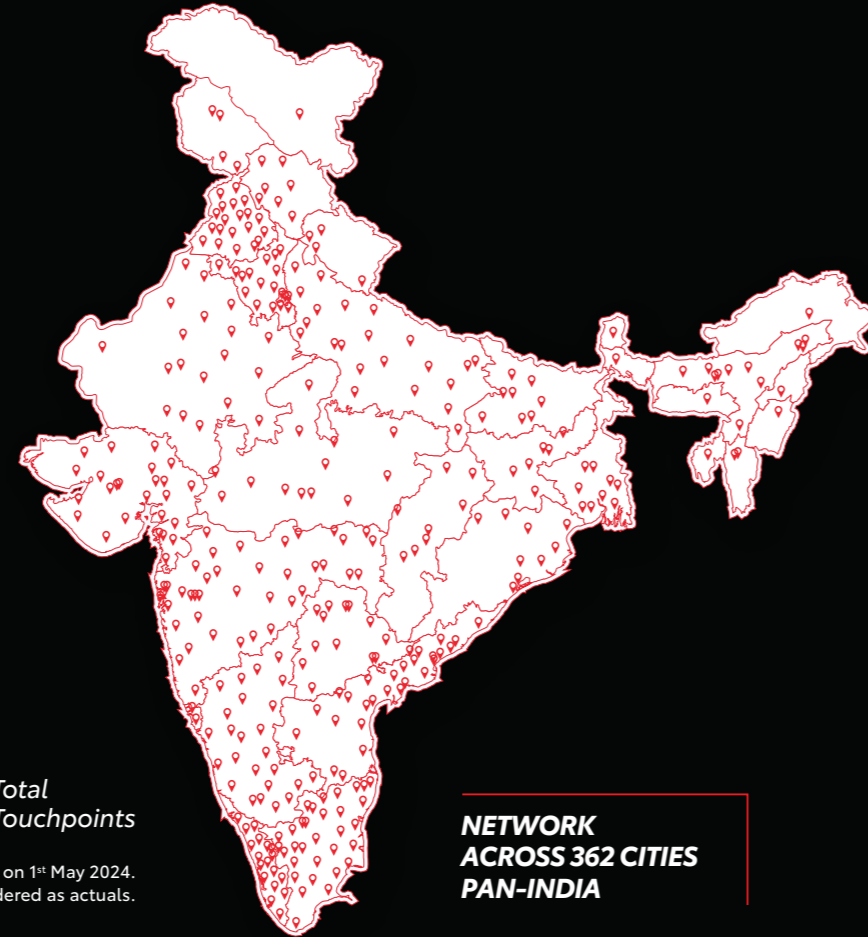 Total
Touchpoints
on 1st May 2024.
dered as actuals.
NETWORK
ACROSS 362 CITIES
PAN-INDIA